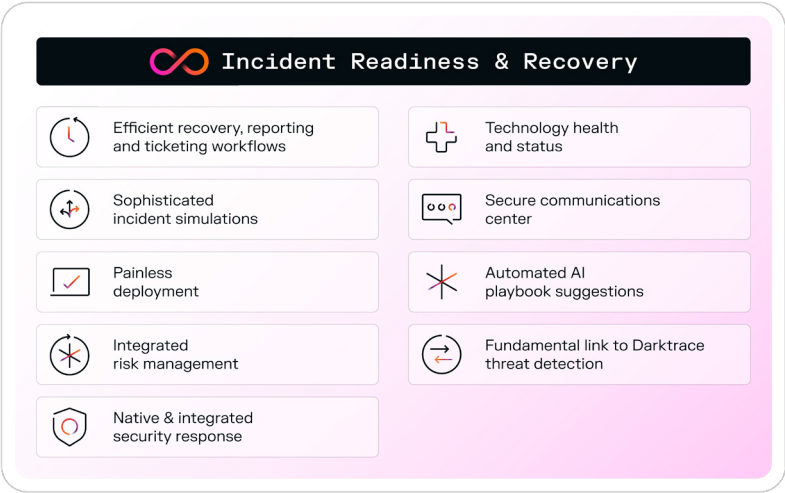 Incident Readiness & Recovery
Efficient recovery, reporting
and ticketing workflows
Sophisticated
incident simulations
Painless
deployment
Integrated
risk management
Native & integrated
security response
Technology health
and status
Secure communications
center
Automated AI
playbook suggestions
Fundamental link to Darktrace
threat detection